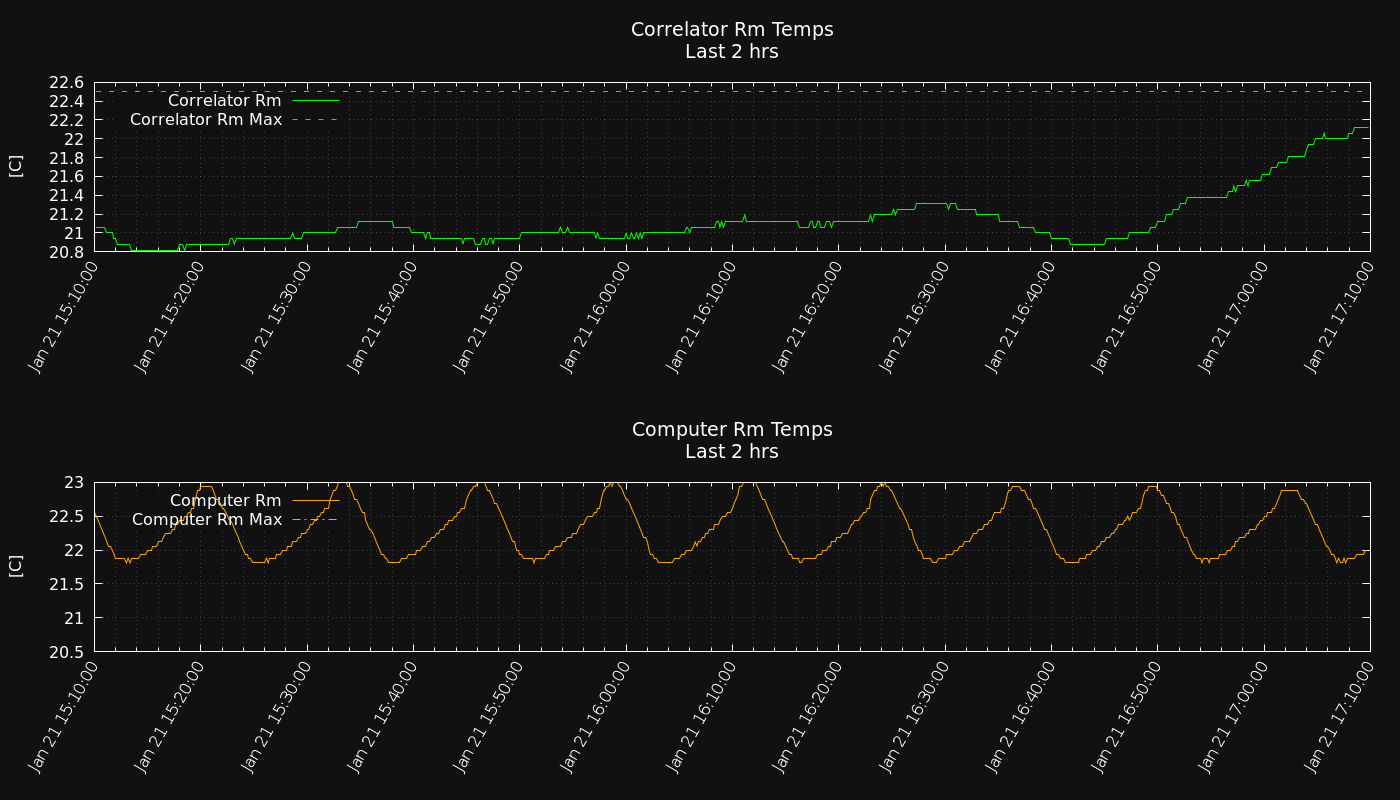 Correlator Rm Temps
Last 2 hrs
22.6
22.4
22.2
22
21.8
21.6
21.4
21.2
21
20.8
[C]
Correlator Rm
Correlator Rm Max
Jan 21 15:10:00
Jan 21 15:20:00
Jan 21 15:30:00
Jan 21 15:40:00
Jan 21 15:50:00
Jan 21 16:00:00
Jan 21 16:10:00
Jan 21 16:20:00
Jan 21 16:30:00
Jan 21 16:40:00
Jan 21 16:50:00
Jan 21 17:00:00
Jan 21 17:10:00
Computer Rm Temps
Last 2 hrs
23
22.5
22
21.5
21
20.5
[C]
Computer Rm
Computer Rm Max
Jan 21 15:10:00
Jan 21 15:20:00
Jan 21 15:30:00
Jan 21 15:40:00
Jan 21 15:50:00
Jan 21 16:00:00
Jan 21 16:10:00
Jan 21 16:20:00
Jan 21 16:30:00
Jan 21 16:40:00
Jan 21 16:50:00
Jan 21 17:00:00
Jan 21 17:10:00